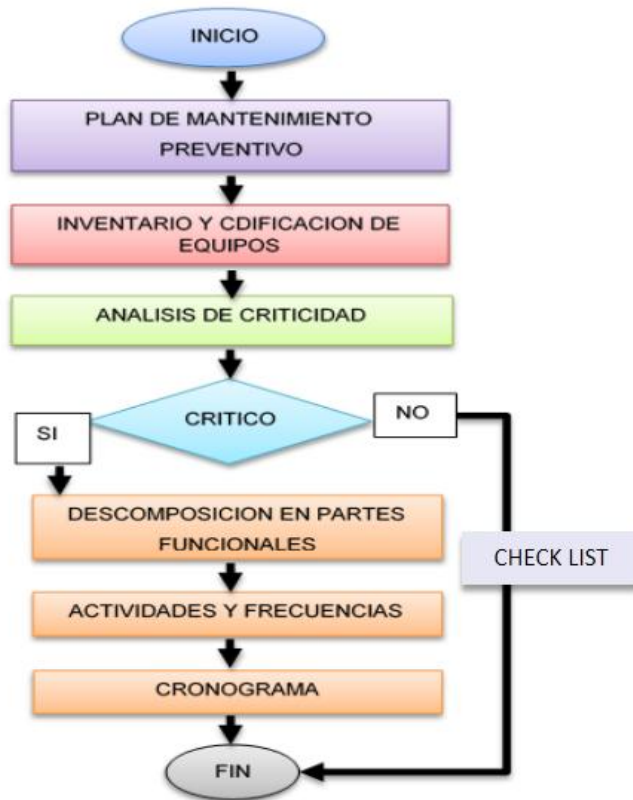 INICIO
PLAN DE MANTENIMIENTO
PREVENTIVO
INVENTARIO Y CDIFICACION DE
EQUIPOS
ANALISIS DE CRITICIDAD
CRITICO
NO
SI
DESCOMPOSICION EN PARTES
FUNCIONALES
CHECK LIST
ACTIVIDADES Y FRECUENCIAS
CRONOGRAMA
FIN